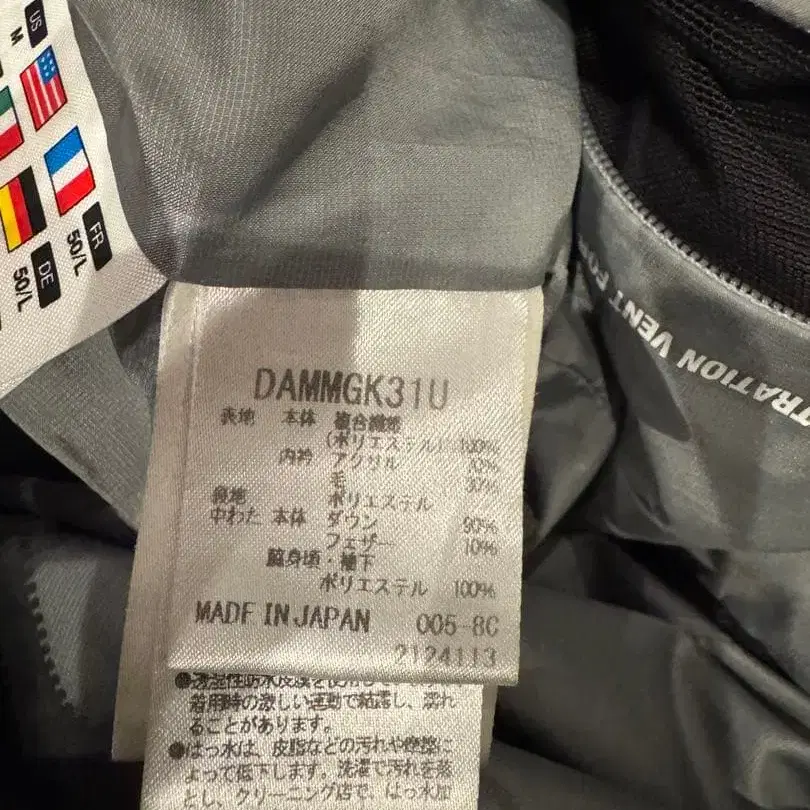 US
M
FR
50/L
DE
50/L
TRATION VENT
DAMMGK31U
表地 本体 複合繊維
(ポリエステル) 100%
内衿 アクリル 70%
毛 30%
裏地 ポリエステル
中わた 本体 ダウン 90%
フェザー 10%
脇身頃・袖下
ポリエステル 100%
MADE IN JAPAN 005-8C
2124113
着用時の激しい運動で結露し、濡れ
ることがあります。
●はっ水は、皮脂などの汚れや摩擦に
よって低下します。洗濯で汚れを落
とし、クリーニング店で、はっ水加